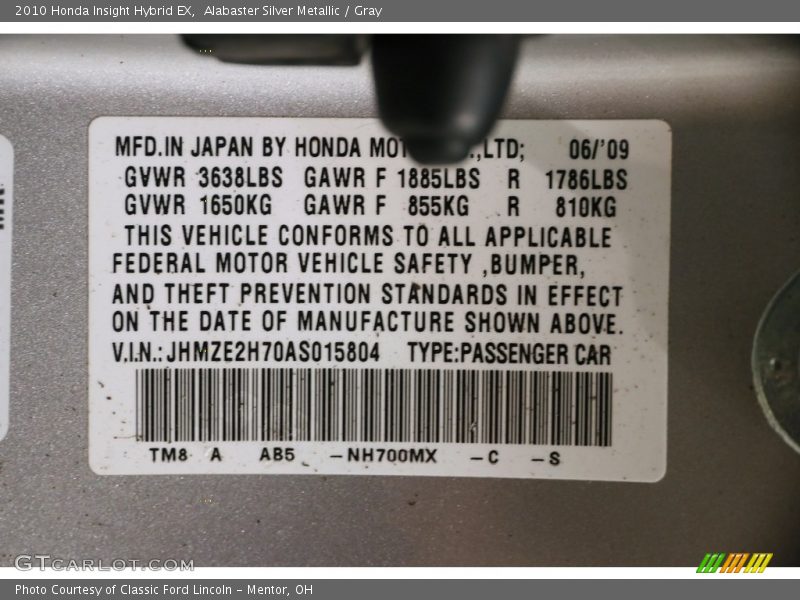 2010 Honda Insight Hybrid EX, Alabaster Silver Metallic / Gray
MFD.IN JAPAN BY HONDA ,LTD; 06/'09
GVWR 3638LBS GAWR F 1885LBS R 1786LBS
GVWR 1650KG GAWR F 855KG R 810KG
THIS VEHICLE CONFORMS TO ALL APPLICABLE
FEDERAL MOTOR VEHICLE SAFETY ,BUMPER,
AND THEFT PREVENTION STANDARDS IN EFFECT
ON THE DATE OF MANUFACTURE SHOWN ABOVE.
V.I.N.: JHMZE2H70AS015804 TYPE:PASSENGER CAR
TM8 A AB5 -NH700MX -C -S
GTCARLOT.COM
Photo Courtesy of Classic Ford Lincoln - Mentor, OH